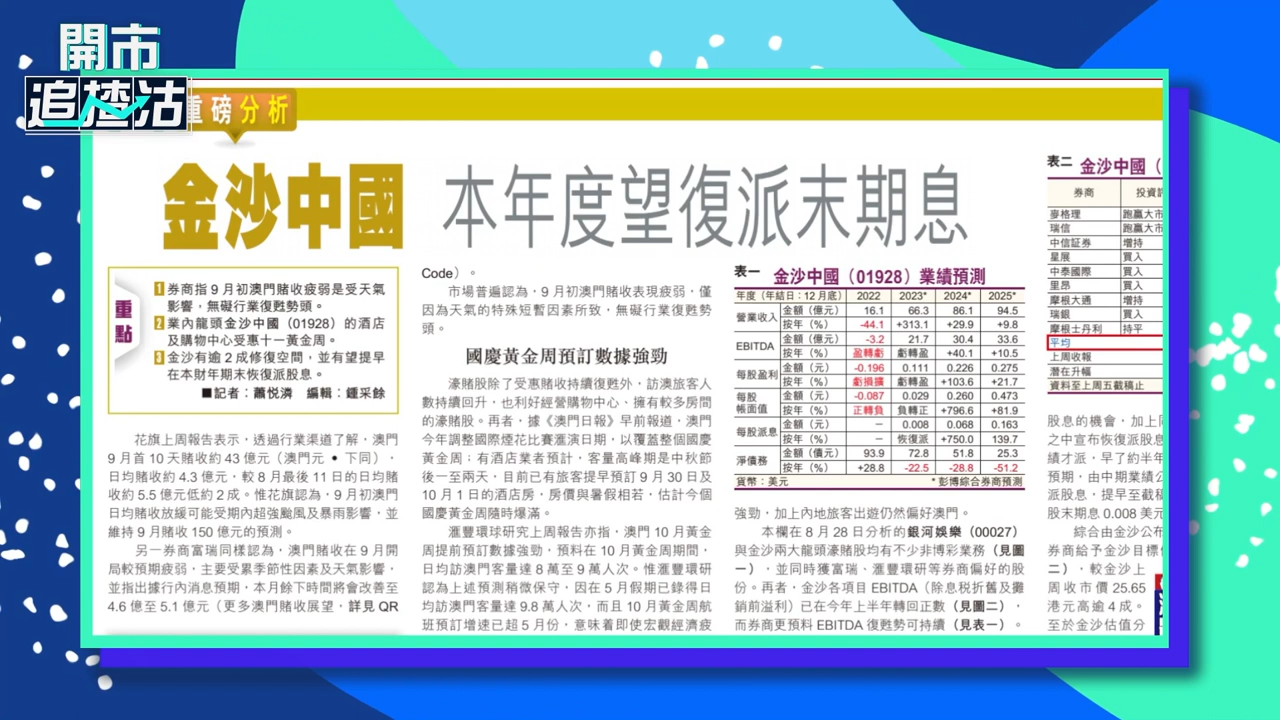 開市
追揸沽
重磅分析
金沙中國 本年度望復派末期息
重點
1 券商指9月初澳門賭收疲弱是受天氣
影響，無礙行業復甦勢頭。
2 業內龍頭金沙中國（01928）的酒店
及購物中心受惠十一黃金周。
3 金沙有逾2成修復空間，並有望提早
在本財年期末恢復派股息。
■記者：蕭悅潾 編輯：鍾采餘
花旗上周報告表示，透過行業渠道了解，澳門
9月首10天賭收約43億元（澳門元•下同），
日均賭收約4.3億元，較8月最後11日的日均賭
收約5.5億元低約2成。惟花旗認為，9月初澳門
日均賭收放緩可能受期內超強颱風及暴雨影響，並
維持9月賭收150億元的預測。
另一券商富瑞同樣認為，澳門賭收在9月開
局較預期疲弱，主要受累季節性因素及天氣影響，
並指出據行內消息預期，本月餘下時間將會改善至
4.6億至5.1億元（更多澳門賭收展望，詳見QR
Code）。
市場普遍認為，9月初澳門賭收表現疲弱，僅
因為天氣的特殊短暫因素所致，無礙行業復甦勢
頭。
國慶黃金周預訂數據強勁
濠賭股除了受惠賭收持續復甦外，訪澳旅客人
數持續回升，也利好經營購物中心、擁有較多房間
的濠賭股。再者，據《澳門日報》早前報道，澳門
今年調整國際煙花比賽匯演日期，以覆蓋整個國慶
黃金周；有酒店業者預計，客量高峰期是中秋節
後一至兩天，目前已有旅客提早預訂9月30日及
10月1日的酒店房，房價與暑假相若，估計今個
國慶黃金周隨時爆滿。
滙豐環球研究上周報告亦指，澳門10月黃金
周提前預訂數據強勁，預料在10月黃金周期間，
日均訪澳門客量達8萬至9萬人次。惟滙豐環研
認為上述預測稍微保守，因在5月假期已錄得日
均訪澳門客量達9.8萬人次，而且10月黃金周航
班預訂增速已超5月份，意味着即使宏觀經濟疲
表一 金沙中國（01928）業績預測
年度（年結日：12月底） 2022 2023* 2024* 2025*
營業收入 金額（億元） 16.1 66.3 86.1 94.5
按年（%） -44.1 +313.1 +29.9 +9.8
EBITDA 金額（億元） -3.2 21.7 30.4 33.6
按年（%） 盈轉虧 虧轉盈 +40.1 +10.5
每股盈利 金額（元） -0.196 0.111 0.226 0.275
按年（%） 虧損擴 虧轉盈 +103.6 +21.7
每股帳面值 金額（元） -0.087 0.029 0.260 0.473
按年（%） 正轉負 負轉正 +796.6 +81.9
每股派息 金額（元） － 0.008 0.068 0.163
按年（%） － 恢復派 +750.0 139.7
淨債務 金額（億元） 93.9 72.8 51.8 25.3
按年（%） +28.8 -22.5 -28.8 -51.2
貨幣：美元 *彭博綜合券商預測
強勁，加上內地旅客出遊仍然偏好澳門。
本欄在8月28日分析的銀河娛樂（00027）
與金沙兩大龍頭濠賭股均有不少非博彩業務（見圖
一），並同時獲富瑞、滙豐環研等券商偏好的股
份。再者，金沙各項目EBITDA（除息稅折舊及攤
銷前溢利）已在今年上半年轉回正數（見圖二），
而券商更預料EBITDA復甦勢可持續（見表一）。
表二 金沙中國（
券商 投資評
麥格理 跑贏大市
瑞信 跑贏大市
中信証券 增持
星展 買入
中泰國際 買入
里昂 買入
摩根大通 增持
瑞銀 買入
摩根士丹利 持平
平均
上周收報
潛在升幅
資料至上周五截稿止
股息的機會，加上同
之中宣布恢復派股息
績才派，早了約半年
預期，由中期業績公
派股息，提早至截稿
股末期息0.008美元
綜合由金沙公布
券商給予金沙目標價
二），較金沙上
周收市價25.65
港元高逾4成。
至於金沙估值分